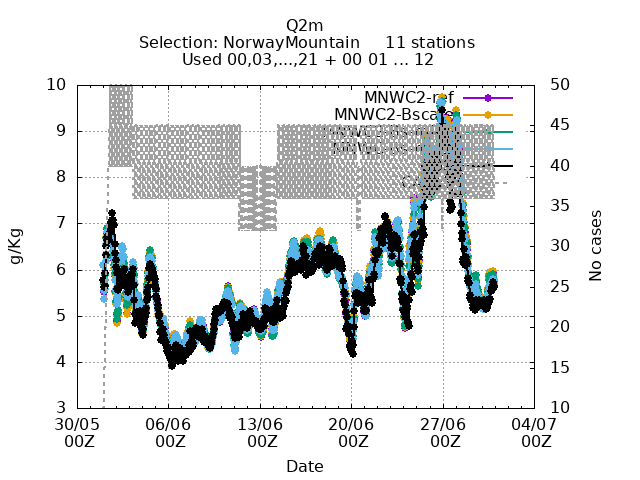 Q2m
Selection: NorwayMountain 11 stations
Used 00,03,...,21 + 00 01 ... 12
10
9
8
7
6
5
4
3
g/Kg
50
45
40
35
30
25
20
15
10
No cases
MNWC2-ref
MNWC2-Bscale
30/05 06/06 13/06 20/06 27/06 04/07
00Z 00Z 00Z 00Z 00Z 00Z
Date